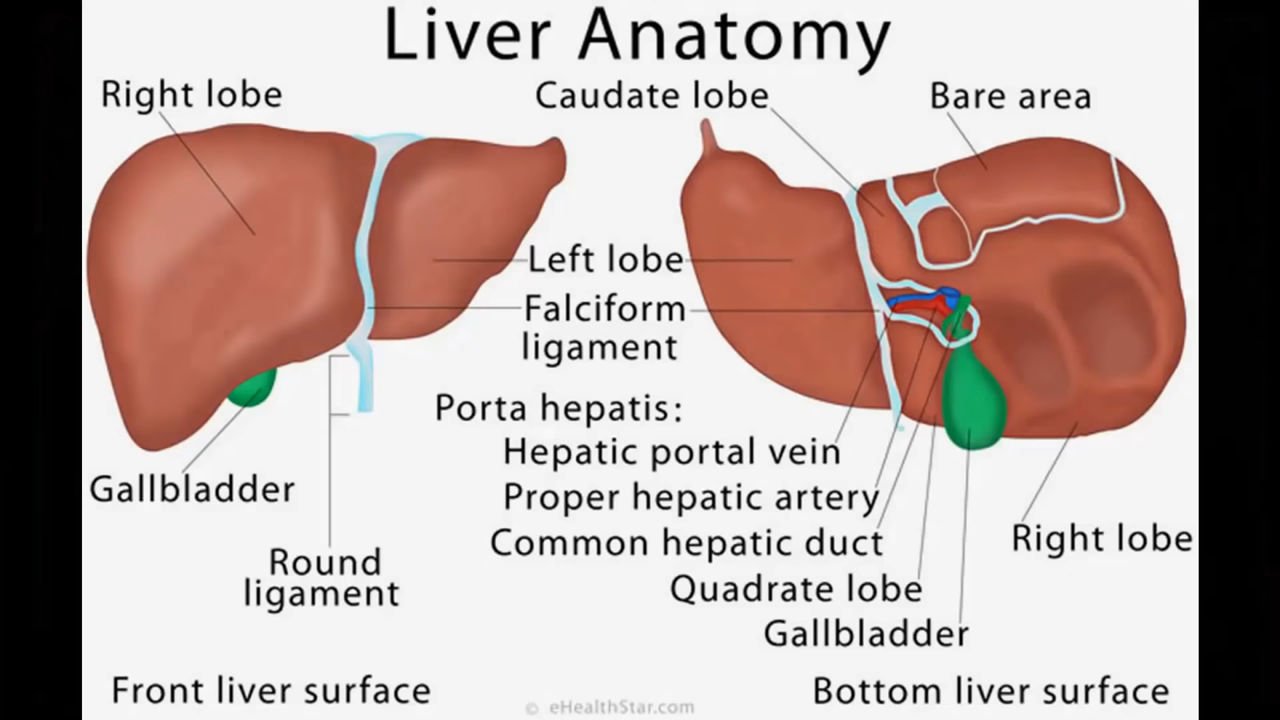 Liver Anatomy
Right lobe
Caudate lobe
Bare area
Left lobe
Falciform
ligament
Porta hepatis:
Hepatic portal vein
Proper hepatic artery
Common hepatic duct
Quadrate lobe
Gallbladder
Gallbladder
Round
ligament
Right lobe
Front liver surface
© eHealthStar.com
Bottom liver surface